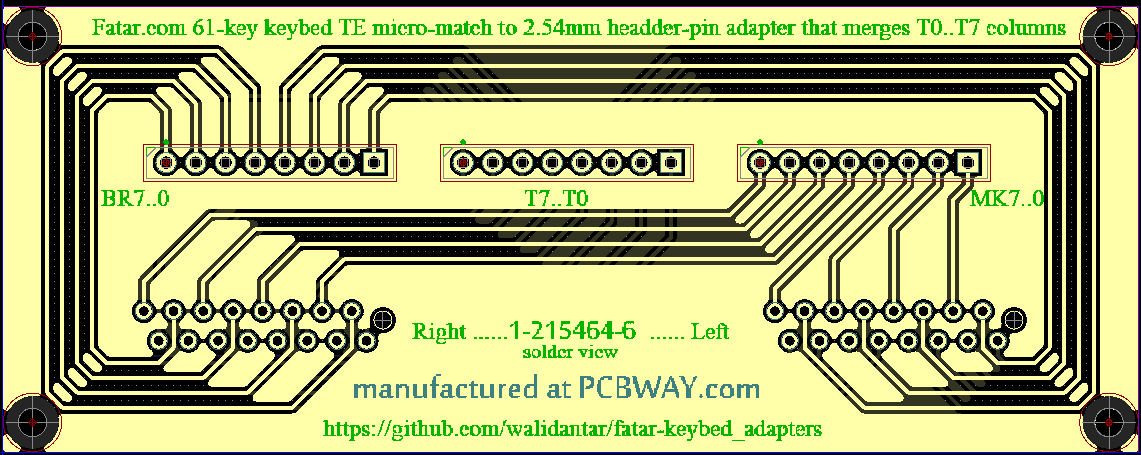 Fatar.com 61-key keybed TE micro-match to 2.54mm headder-pin adapter that merges T0..T7 columns
BR7..0
T7..T0
MK7..0
Right ......1-215464-6 ...... Left
solder view
manufactured at PCBWAY.com
https://github.com/walidantar/fatar-keybed_adapters